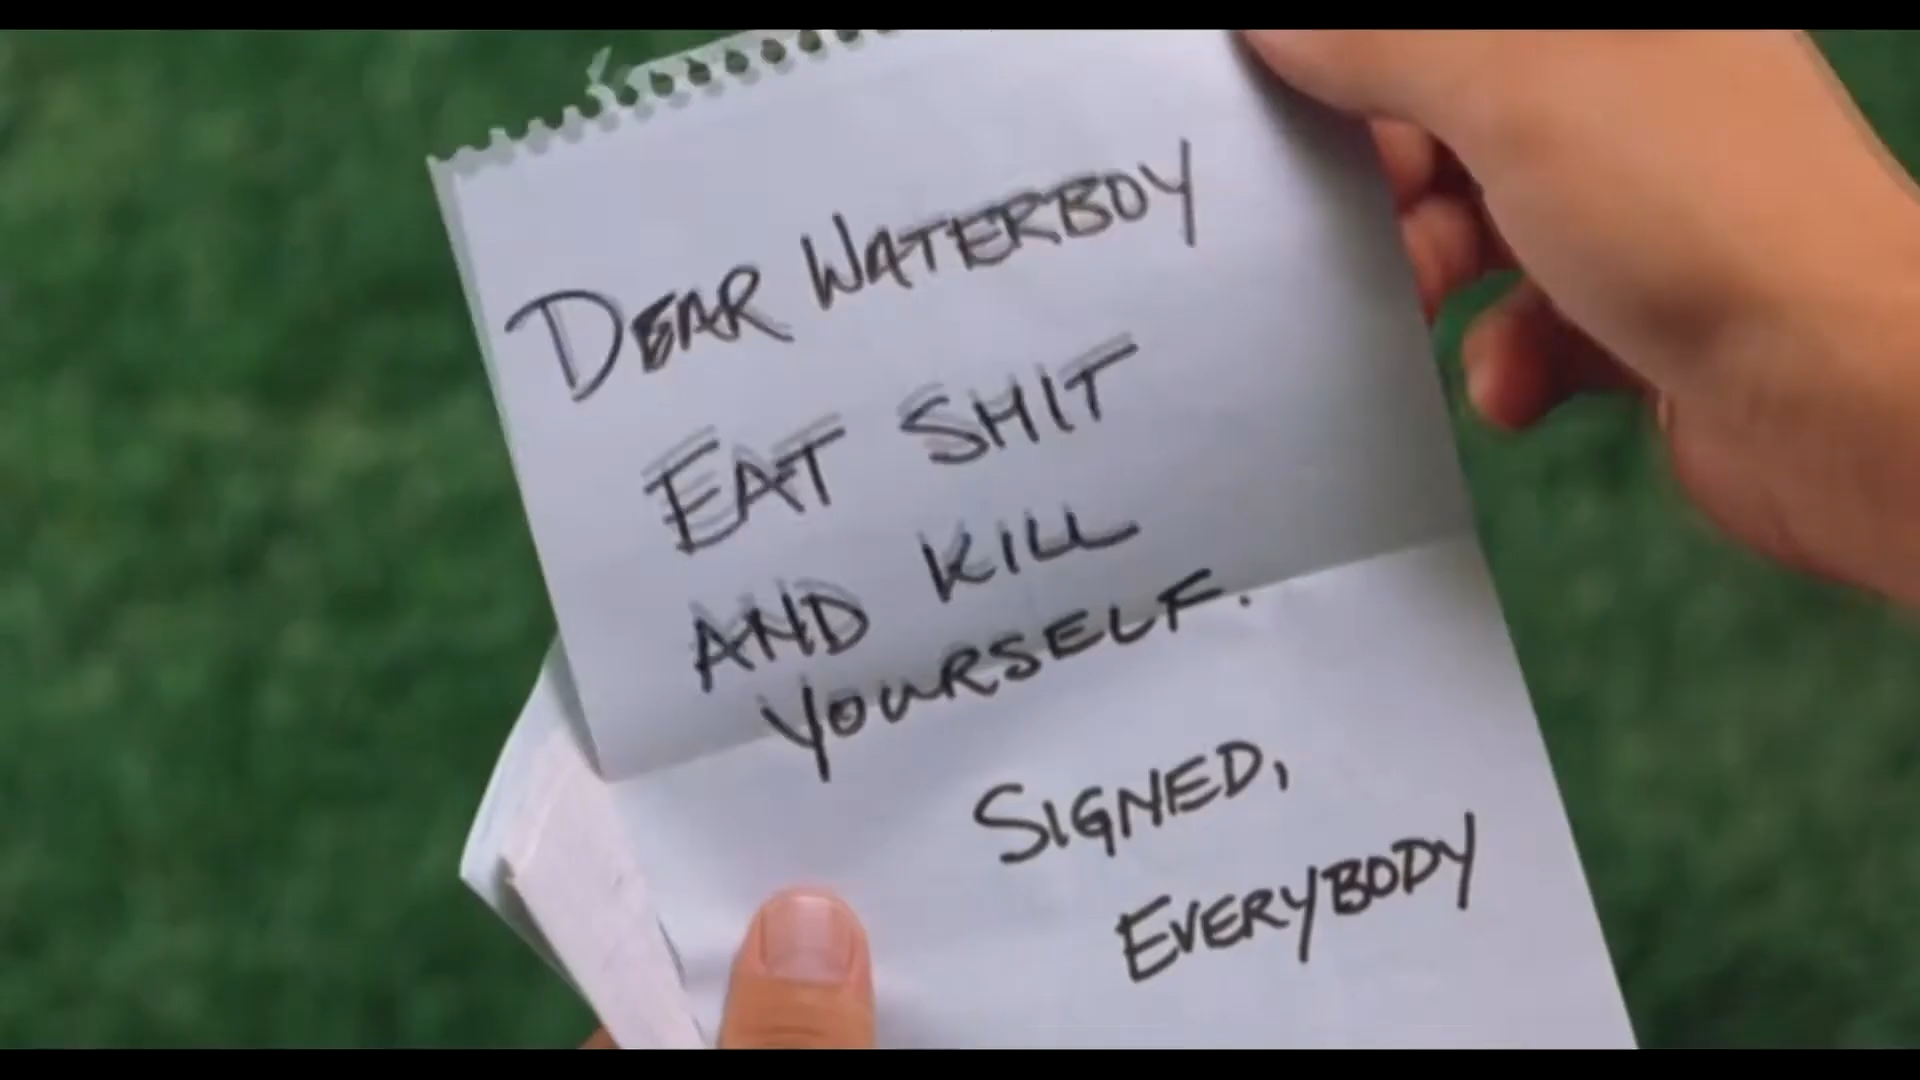 DEAR WATERBOY
EAT SHIT
AND KILL
YOURSELF.
SIGNED,
EVERYBODY